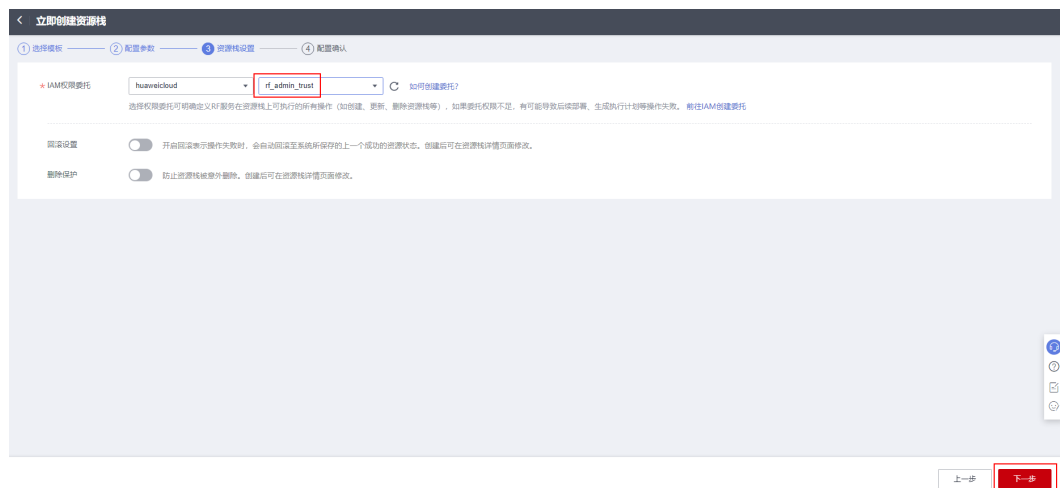 立即创建资源栈
1 选择模板 2 配置参数 3 资源栈设置 4 配置确认
* IAM权限委托 huaweicloud rf_admin_trust 如何创建委托?
选择权限委托可明确定义RF服务在资源栈上可执行的所有操作（如创建、更新、删除资源栈等），如果委托权限不足，有可能导致后续部署、生成执行计划等操作失败。 前往IAM创建委托
回滚设置 开启回滚表示操作失败时，会自动回滚至系统所保存的上一个成功的资源状态。创建后可在资源栈详情页面修改。
删除保护 防止资源栈被意外删除。创建后可在资源栈详情页面修改。
上一步 下一步